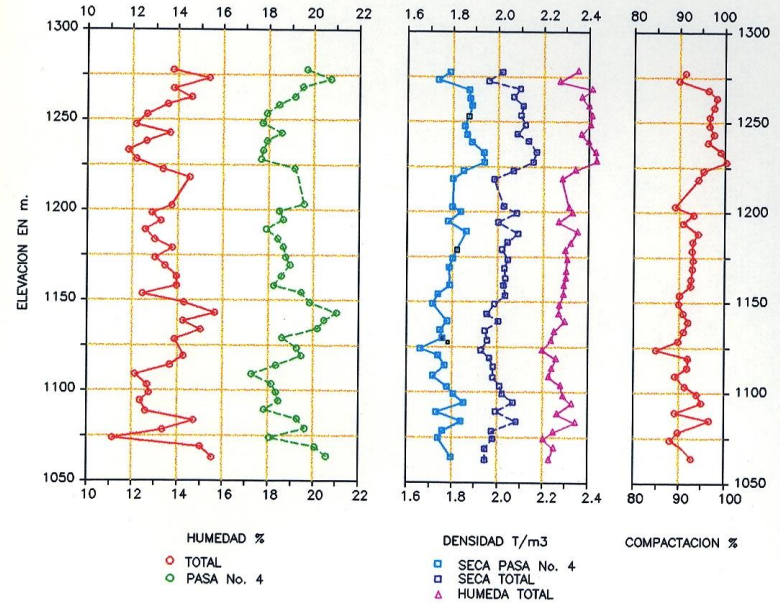 10 12 14 16 18 20 22
1.8 2.0 2.2 2.4
80 90 100
1300
1300
1250
1250
1200
1200
1150
1150
1100
1100
1050
1050
ELEVACION EN m.
10 12 14 16 18 20 22
1.6 1.8 2.0 2.2 2.4
80 90 100
HUMEDAD %
TOTAL
PASA No. 4
DENSIDAD T/m3
SECA PASA No. 4
SECA TOTAL
HUMEDA TOTAL
COMPACTACION %